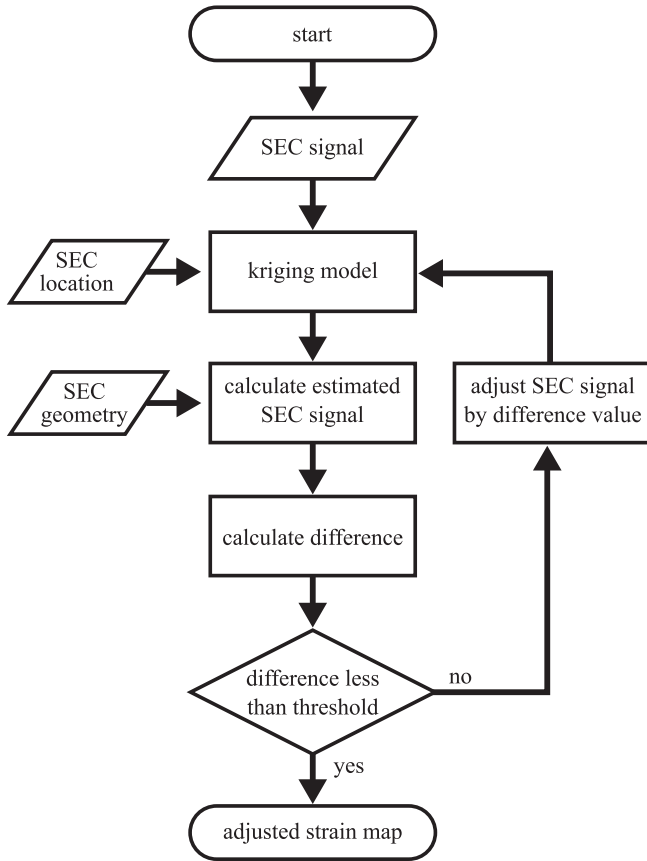 start
SEC signal
SEC
location
kriging model
SEC
geometry
calculate estimated
SEC signal
adjust SEC signal
by difference value
calculate difference
difference less
than threshold
no
yes
adjusted strain map